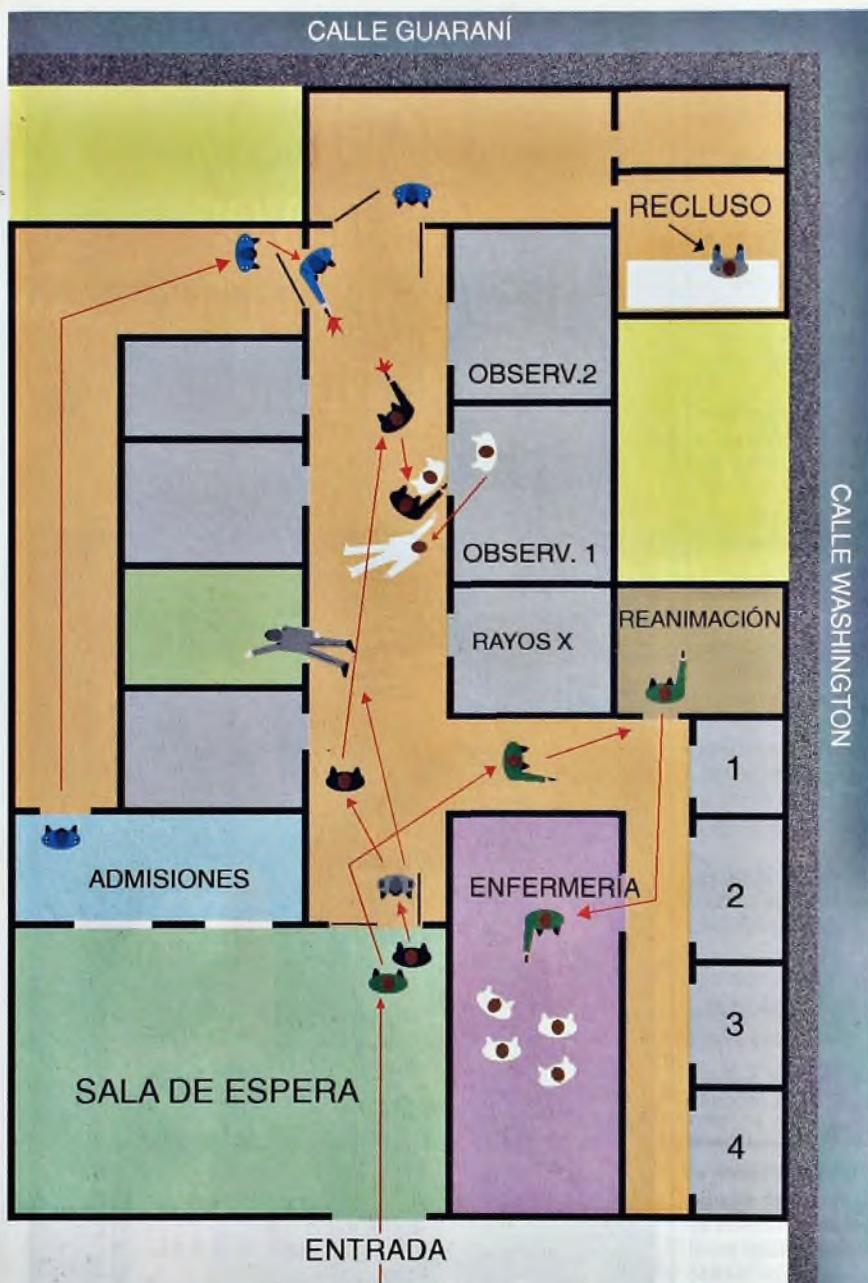 CALLE GUARANÍ
RECLUSO
OBSERV.2
OBSERV. 1
RAYOS X
REANIMACIÓN
CALLE WASHINGTON
1
ADMISIONES
ENFERMERÍA
2
3
SALA DE ESPERA
4
ENTRADA